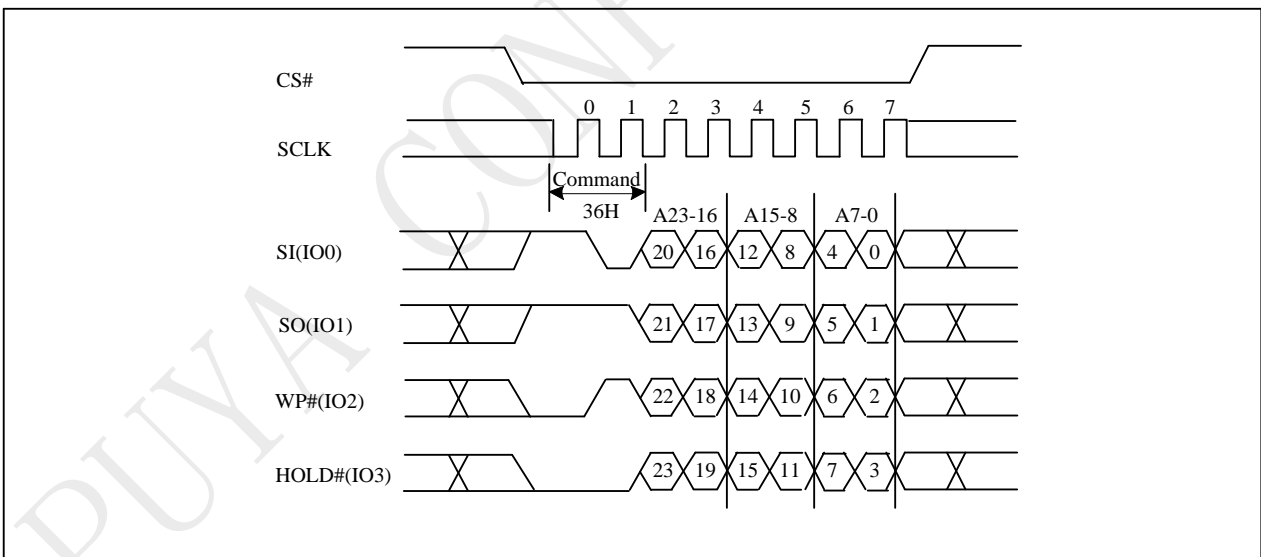 CS#
0 1 2 3 4 5 6 7
SCLK
Command
36H
A23-16 A15-8 A7-0
SI(IO0) 20 16 12 8 4 0
SO(IO1) 21 17 13 9 5 1
WP#(IO2) 22 18 14 10 6 2
HOLD#(IO3) 23 19 15 11 7 3
PUYA